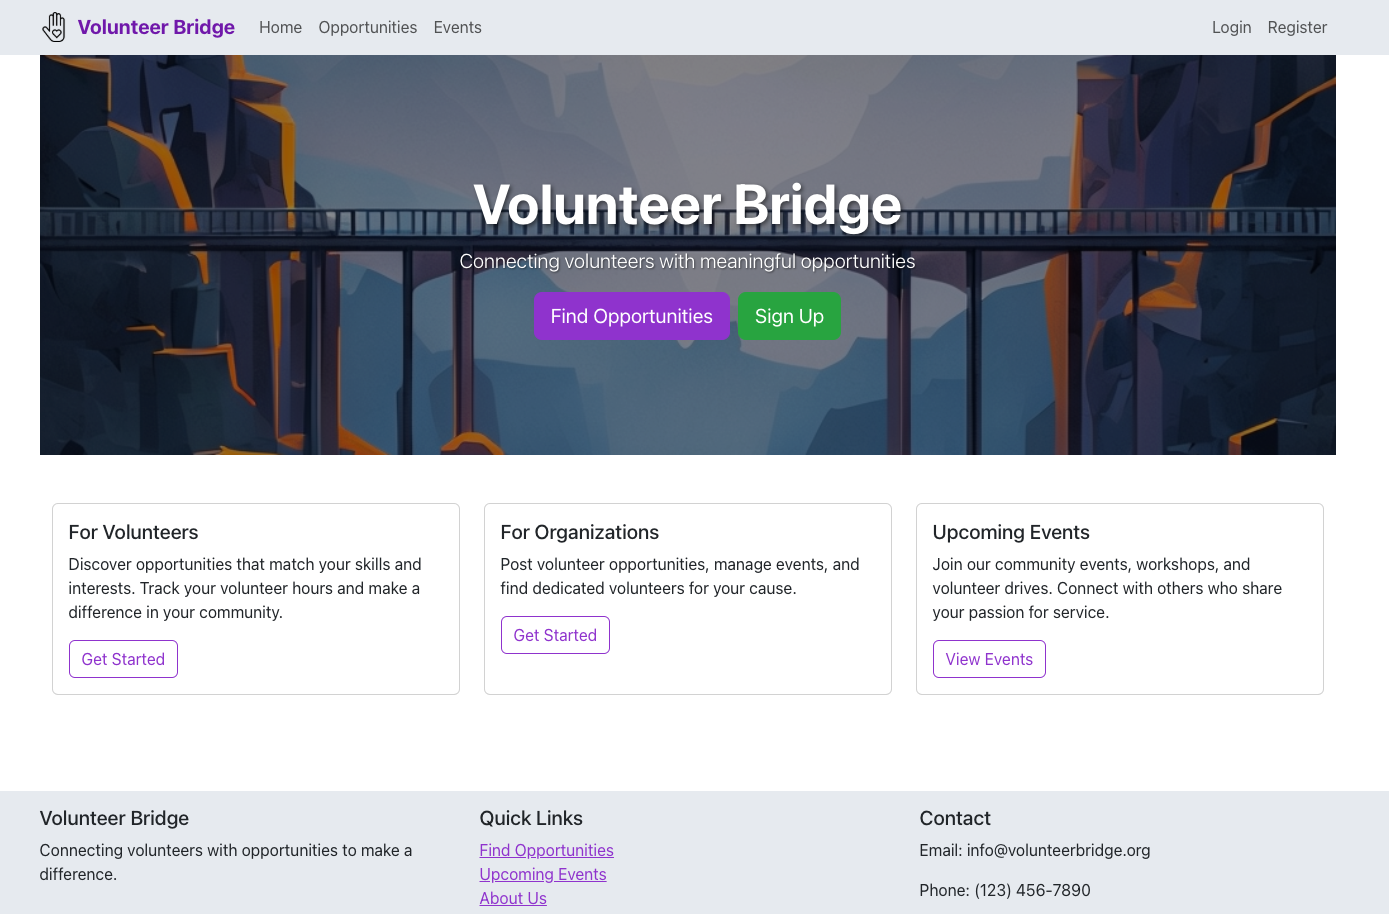 Volunteer Bridge
Home
Opportunities
Events
Login
Register
Volunteer Bridge
Connecting volunteers with meaningful opportunities
Find Opportunities
Sign Up
For Volunteers
Discover opportunities that match your skills and
interests. Track your volunteer hours and make a
difference in your community.
Get Started
For Organizations
Post volunteer opportunities, manage events, and
find dedicated volunteers for your cause.
Get Started
Upcoming Events
Join our community events, workshops, and
volunteer drives. Connect with others who share
your passion for service.
View Events
Volunteer Bridge
Connecting volunteers with opportunities to make a
difference.
Quick Links
Find Opportunities
Upcoming Events
About Us
Contact
Email: info@volunteerbridge.org
Phone: (123) 456-7890